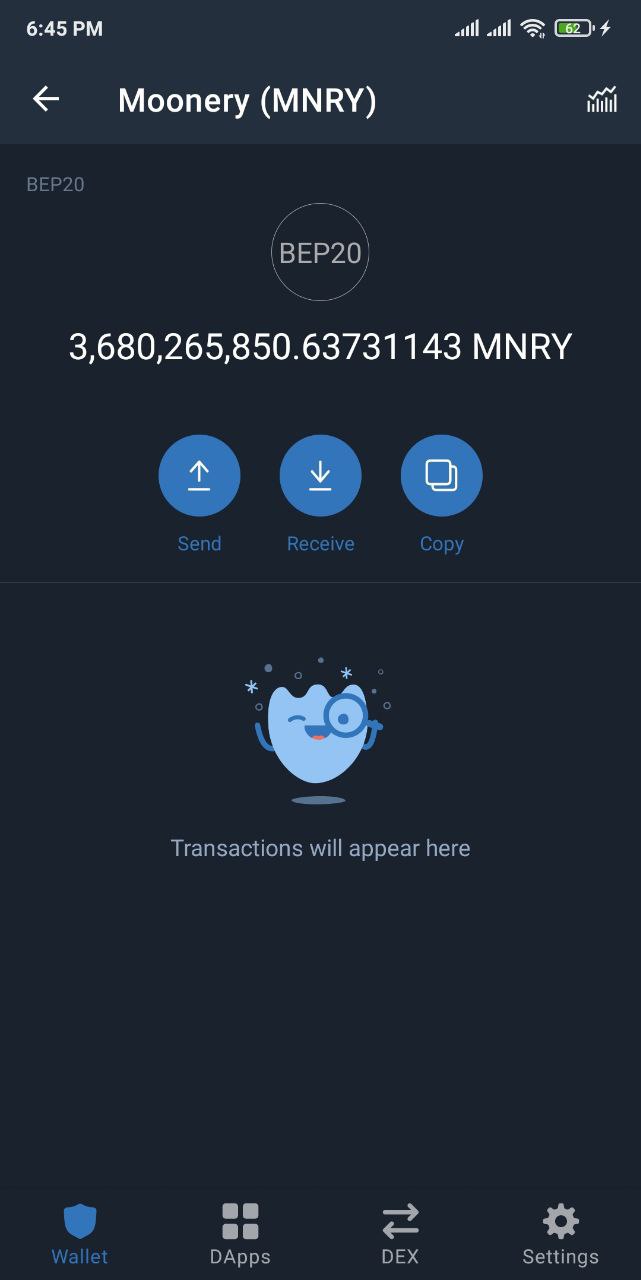 6:45 PM
62
Moonery (MNRY)
BEP20
BEP20
3,680,265,850.63731143 MNRY
Send
Receive
Copy
Transactions will appear here
Wallet
DApps
DEX
Settings